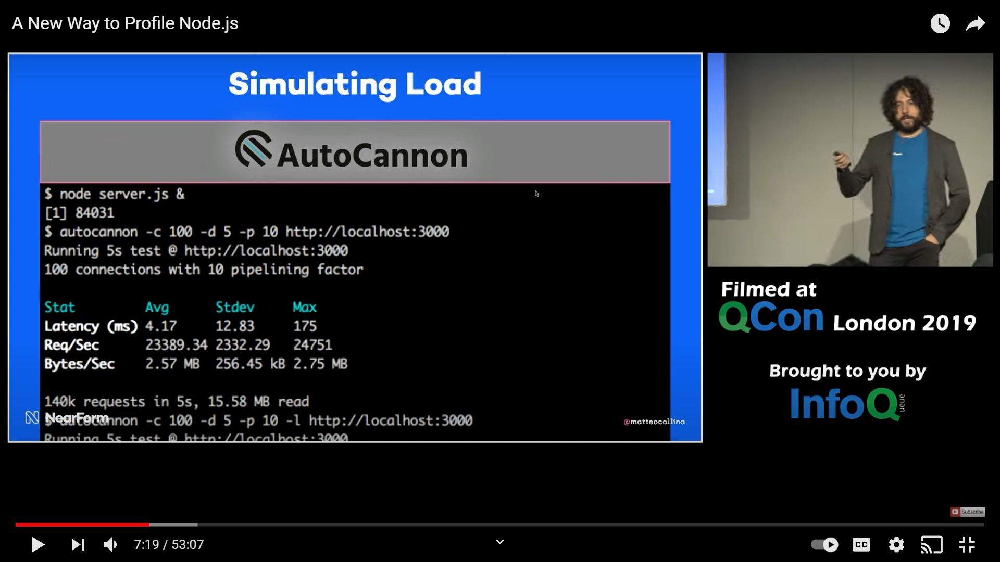 A New Way to Profile Node.js
Simulating Load
AutoCannon
$ node server.js &
[1] 84031
$ autocannon -c 100 -d 5 -p 10 http://localhost:3000
Running 5s test @ http://localhost:3000
100 connections with 10 pipelining factor
Stat Avg Stdev Max
Latency (ms) 4.17 12.83 175
Req/Sec 23389.34 2332.29 24751
Bytes/Sec 2.57 MB 256.45 kB 2.75 MB
140k requests in 5s, 15.58 MB read
NearForm
$ autocannon -c 100 -d 5 -p 10 -l http://localhost:3000
@matteocollina
Running 5s test @ http://localhost:3000
Filmed at
QCon London 2019
Brought to you by
InfoQ
queue
Subscribe
7:19 / 53:07
CC